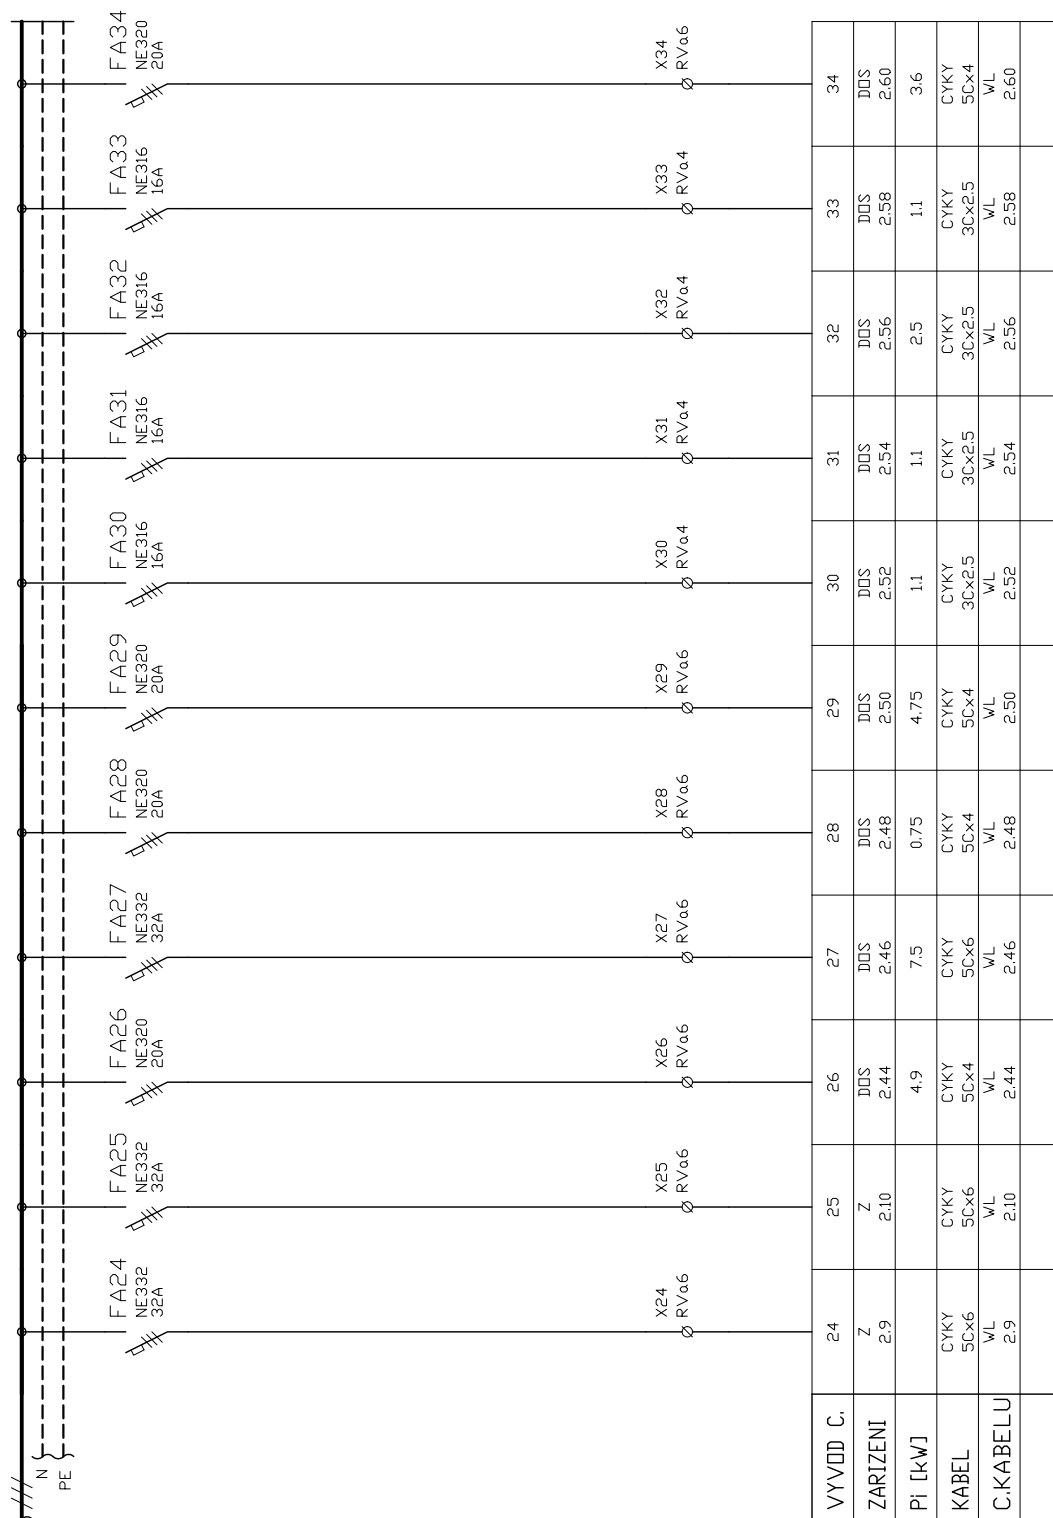 N
PE
FA24
NE332
32A
FA25
NE332
32A
FA26
NE320
20A
FA27
NE332
32A
FA28
NE320
20A
FA29
NE320
20A
FA30
NE316
16A
FA31
NE316
16A
FA32
NE316
16A
FA33
NE316
16A
FA34
NE320
20A
X24
RVa6
X25
RVa6
X26
RVa6
X27
RVa6
X28
RVa6
X29
RVa6
X30
RVa4
X31
RVa4
X32
RVa4
X33
RVa4
X34
RVa6
VYVOD C. 24 25 26 27 28 29 30 31 32 33 34
ZARIZENI
Z Z DOS DOS DOS DOS DOS DOS DOS DOS DOS
2.9 2.10 2.44 2.46 2.48 2.50 2.52 2.54 2.56 2.58 2.60
Pi [kW] 4.9 7.5 0.75 4.75 1.1 1.1 2.5 1.1 3.6
KABEL
CYKY CYKY CYKY CYKY CYKY CYKY CYKY CYKY CYKY CYKY CYKY
5Cx6 5Cx6 5Cx4 5Cx6 5Cx4 5Cx4 3Cx2.5 3Cx2.5 3Cx2.5 3Cx2.5 5Cx4
C.KABELU
WL WL WL WL WL WL WL WL WL WL WL
2.9 2.10 2.44 2.46 2.48 2.50 2.52 2.54 2.56 2.58 2.60